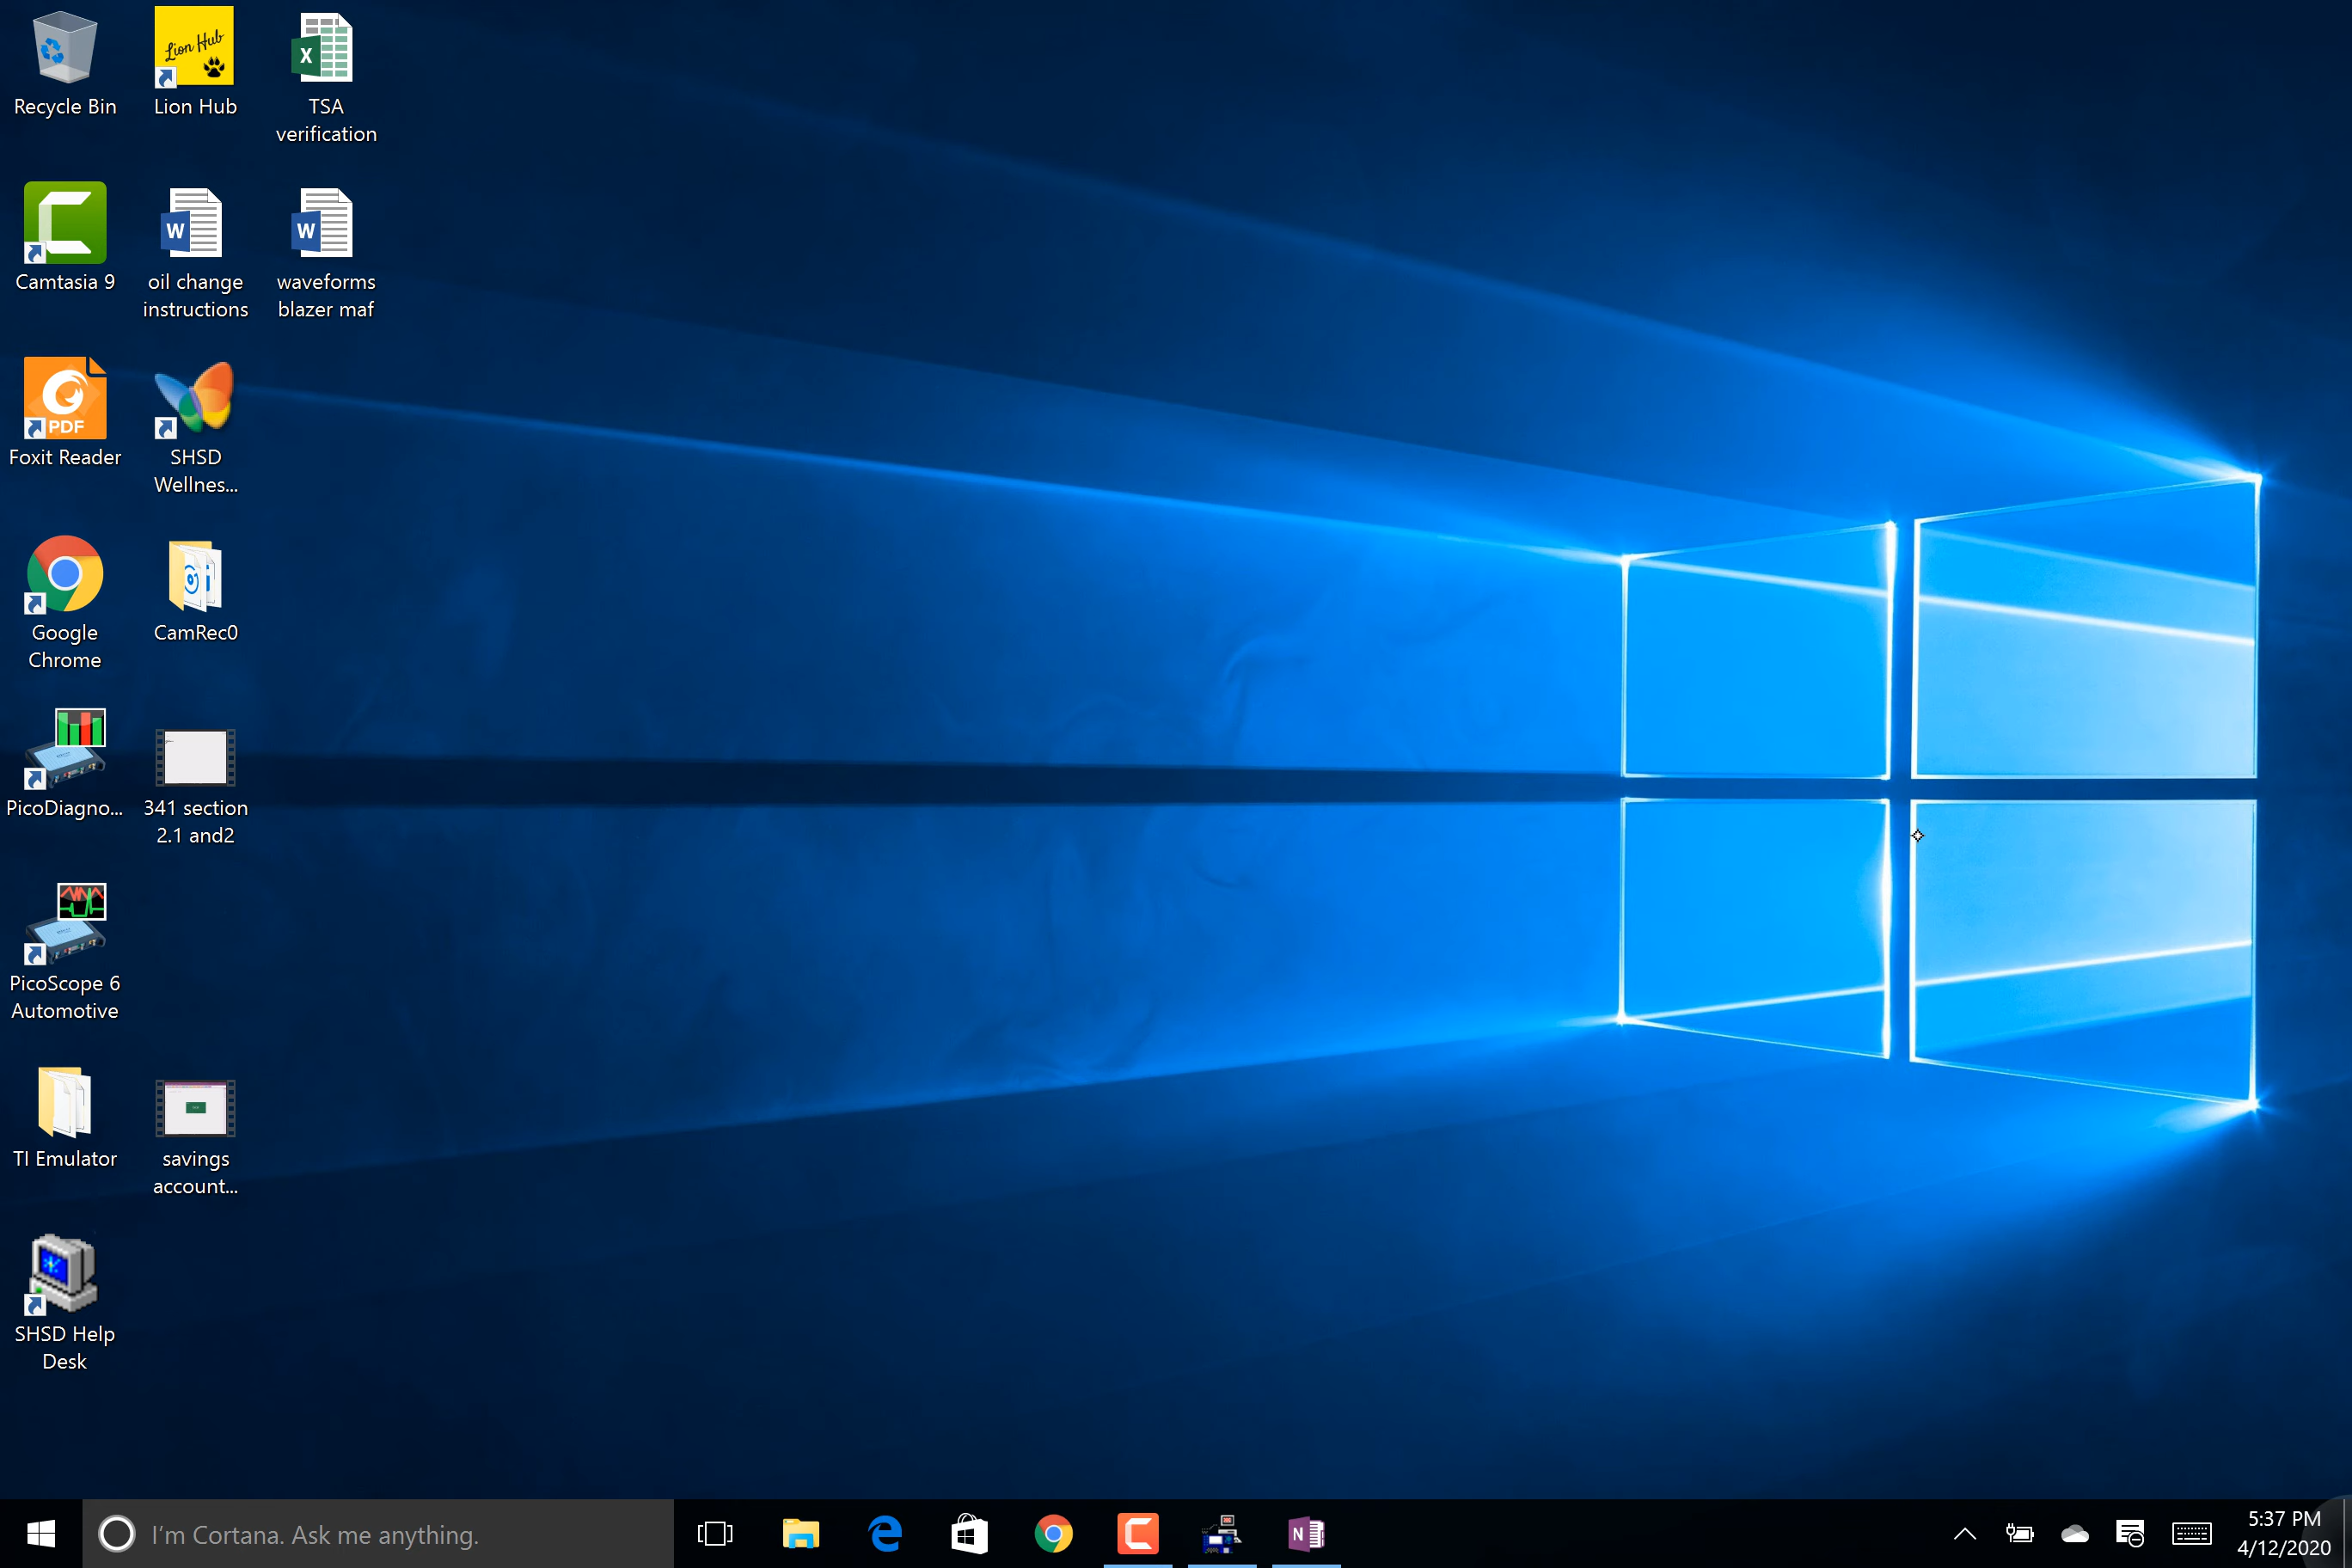 Lion Hub
Recycle Bin
Lion Hub
TSA
verification
W
W
X
Camtasia 9
oil change
instructions
waveforms
blazer maf
PDF
Foxit Reader
SHSD
Wellnes...
Google
Chrome
CamRec0
PicoDiagno...
341 section
2.1 and2
PicoScope 6
Automotive
TI Emulator
savings
account...
SHSD Help
Desk
I'm Cortana. Ask me anything.
N
5:37 PM
4/12/2020